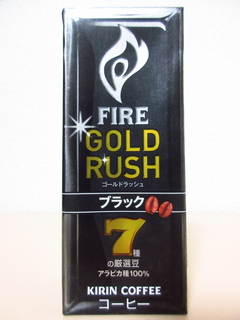 FIRE
GOLD
RUSH
ゴールドラッシュ
ブラック
7種
の厳選豆
アラビカ種100%
KIRIN COFFEE
コーヒー